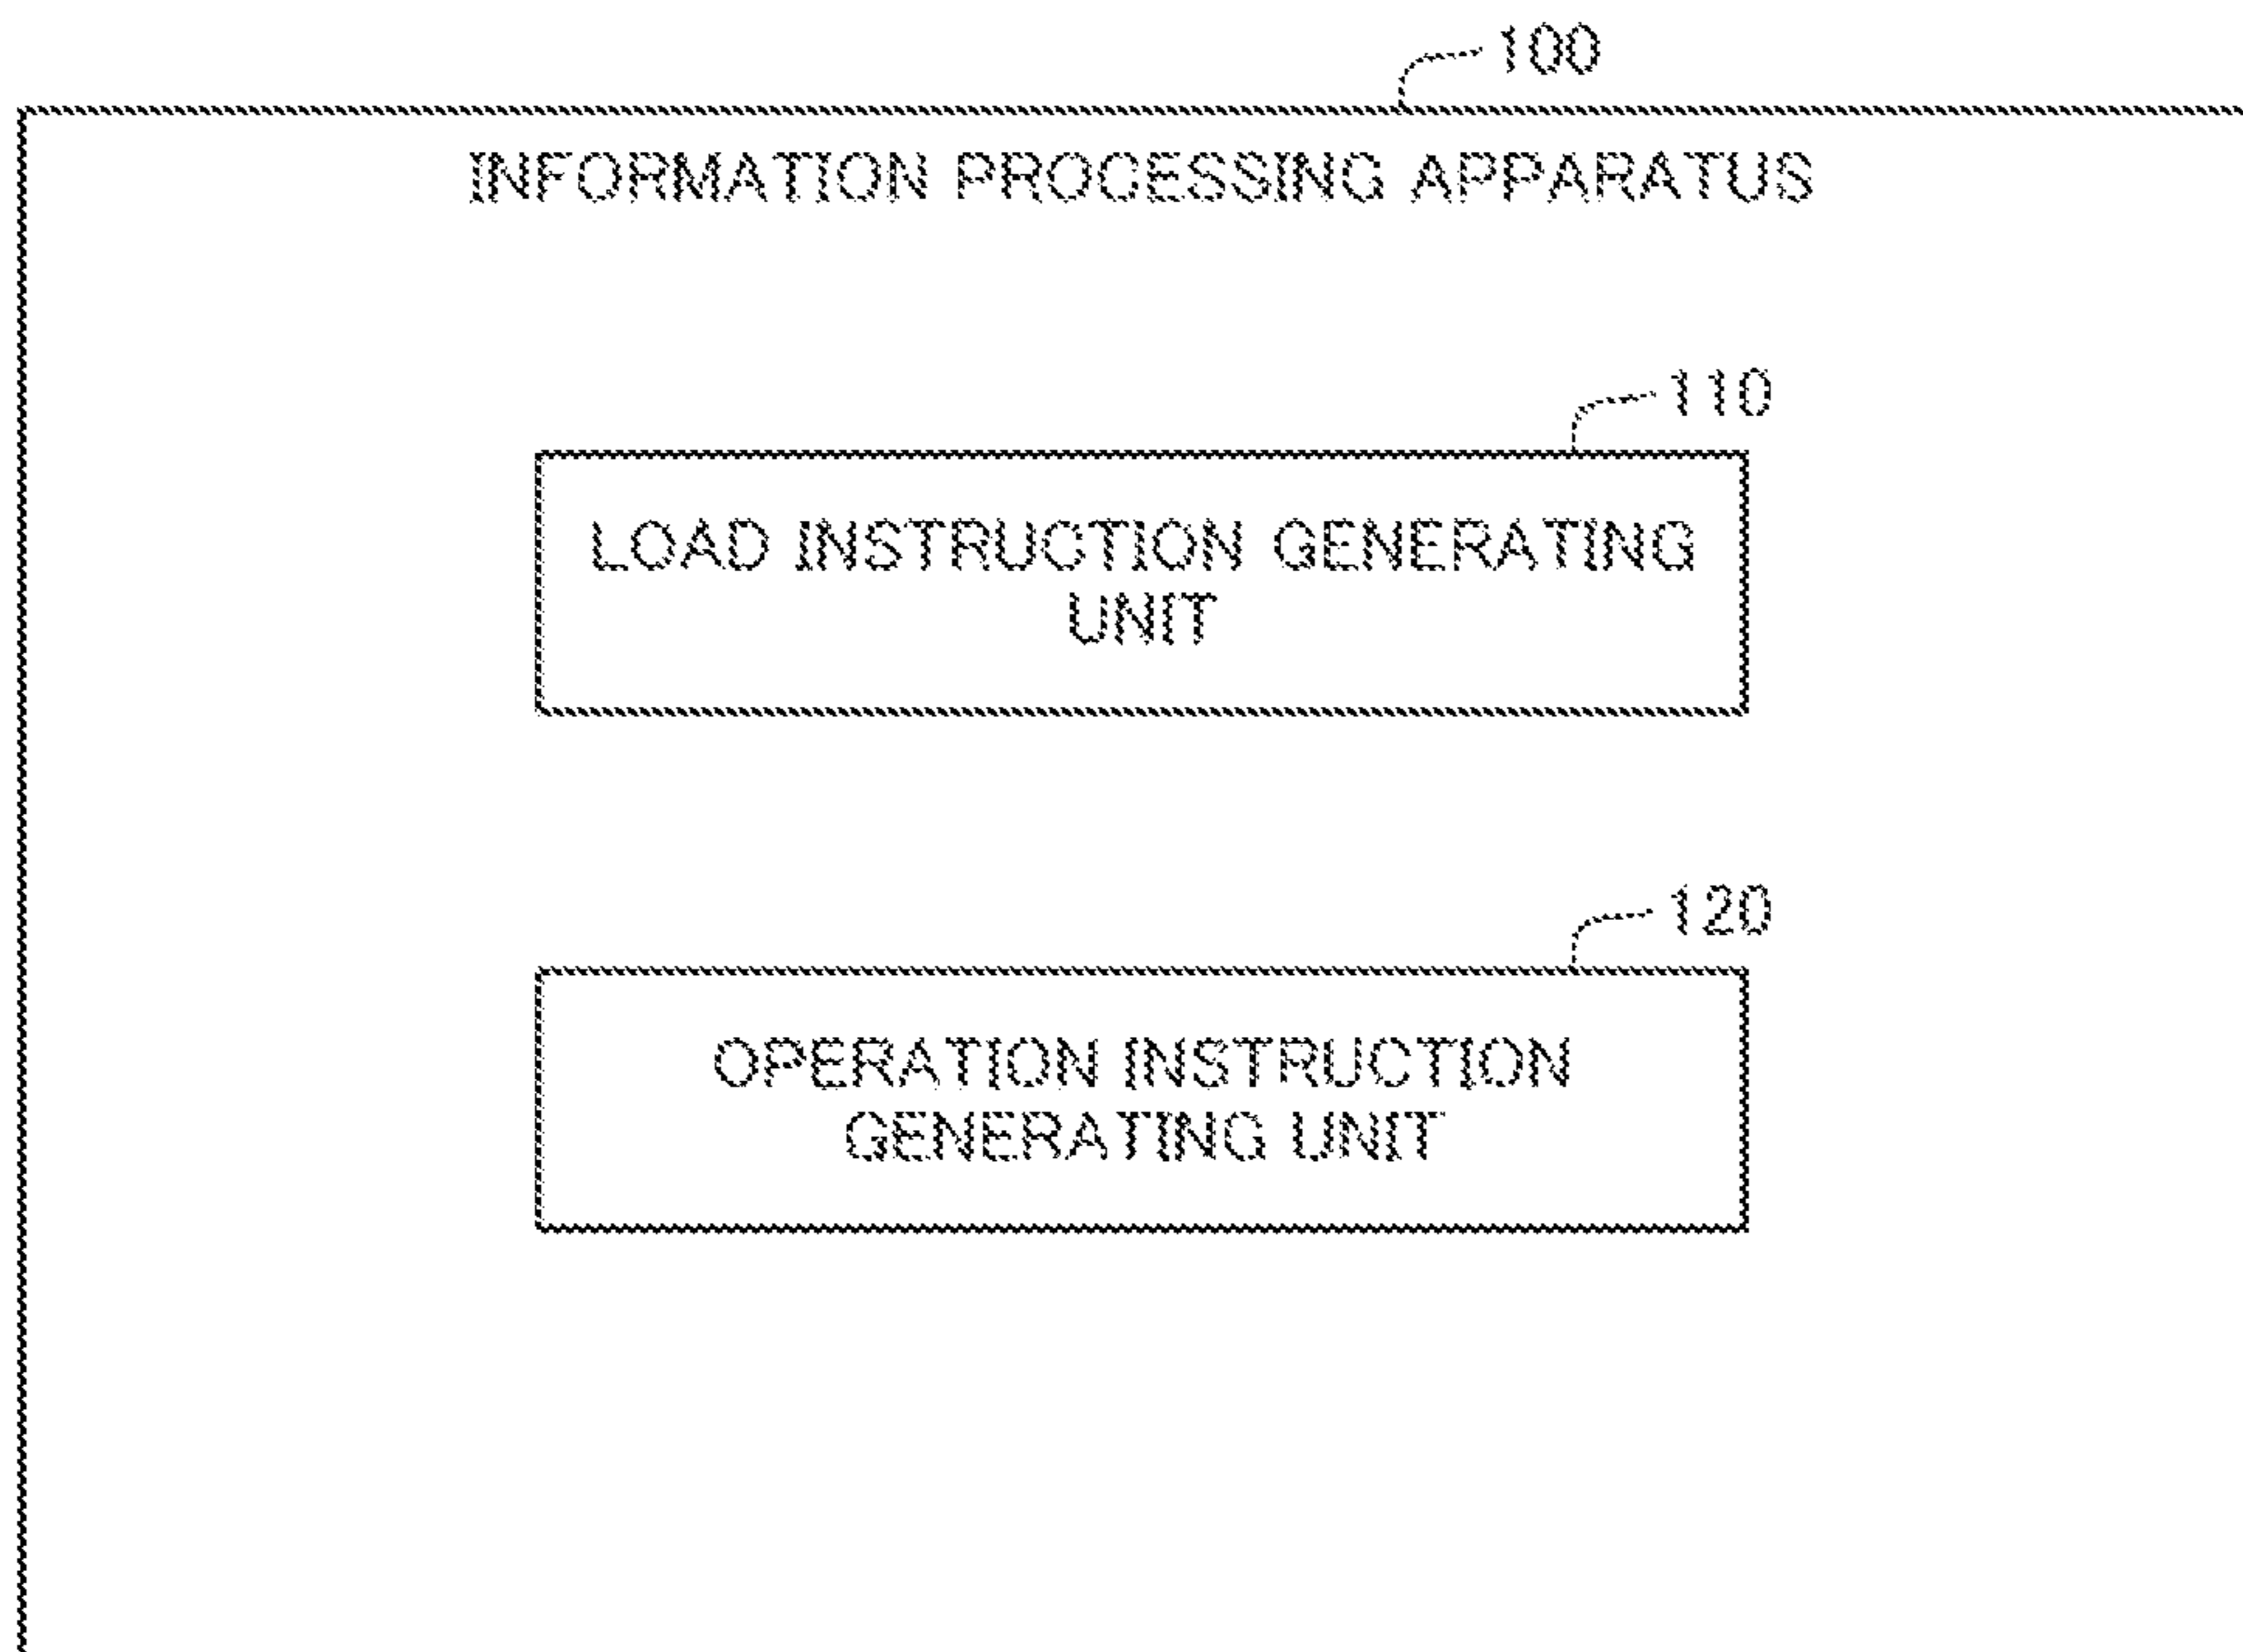 100
INFORMATION PROCESSING APPARATUS
110
LOAD INSTRUCTION GENERATING
UNIT
120
OPERATION INSTRUCTION
GENERATING UNIT